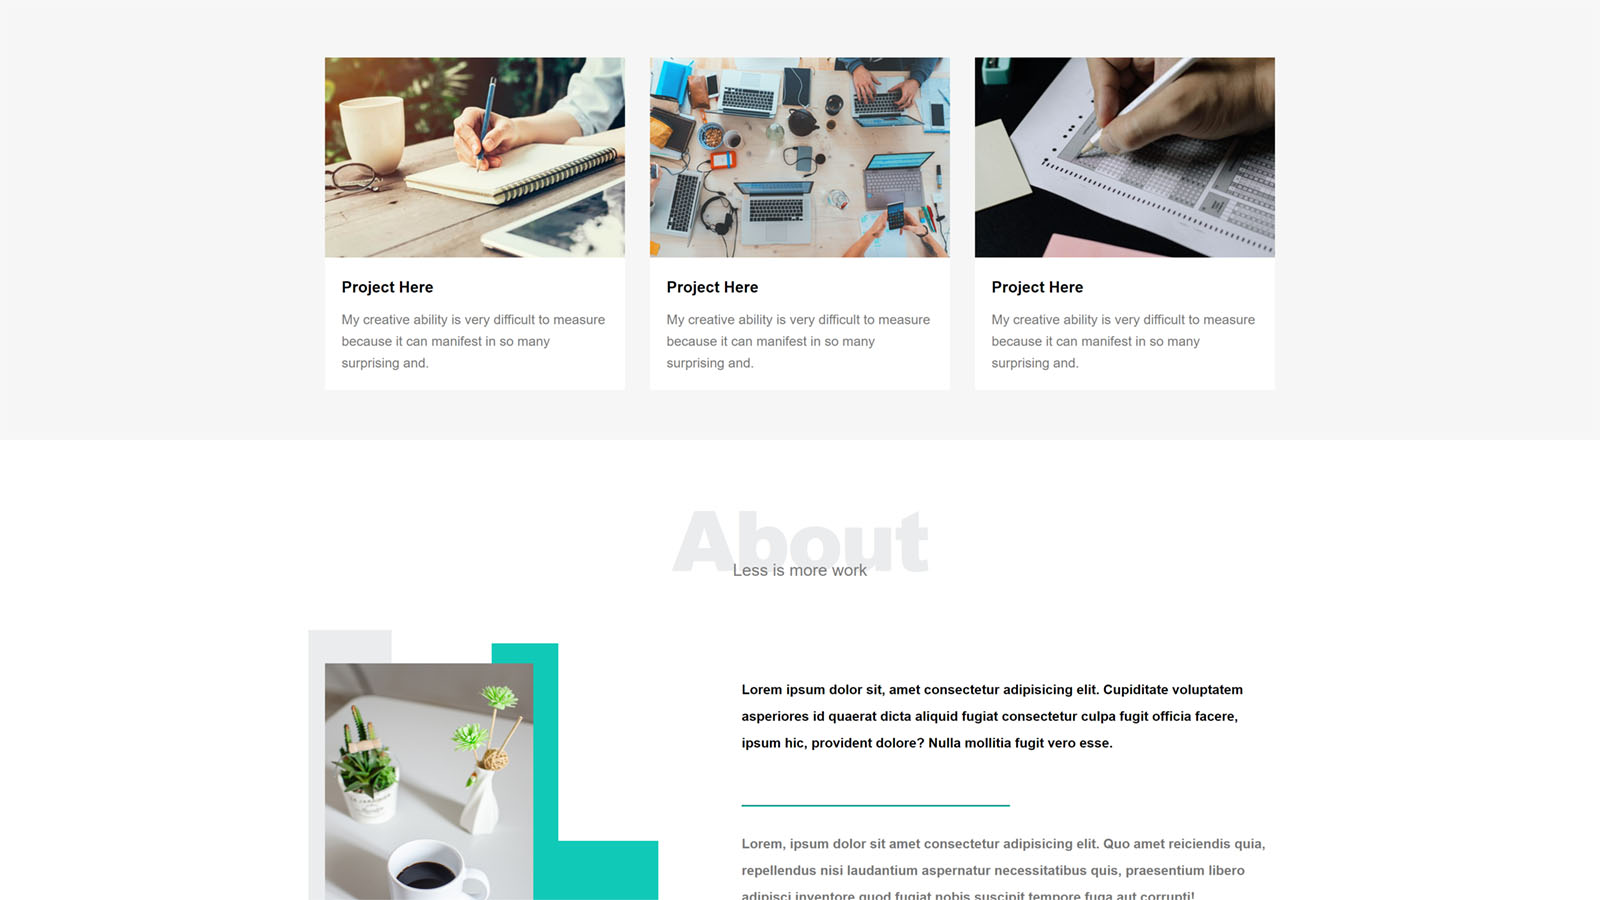 Project Here
My creative ability is very difficult to measure
because it can manifest in so many
surprising and.
Project Here
My creative ability is very difficult to measure
because it can manifest in so many
surprising and.
Project Here
My creative ability is very difficult to measure
because it can manifest in so many
surprising and.
About
Less is more work
Lorem ipsum dolor sit, amet consectetur adipisicing elit. Cupiditate voluptatem
asperiores id quaerat dicta aliquid fugiat consectetur culpa fugit officia facere,
ipsum hic, provident dolore? Nulla mollitia fugit vero esse.
Lorem, ipsum dolor sit amet consectetur adipisicing elit. Quo amet reiciendis quia,
repellendus nisi laudantium aspernatur necessitatibus quis, praesentium libero
adipisci inventore quod fugiat nobis suscipit tempore fuga aut corrupti!